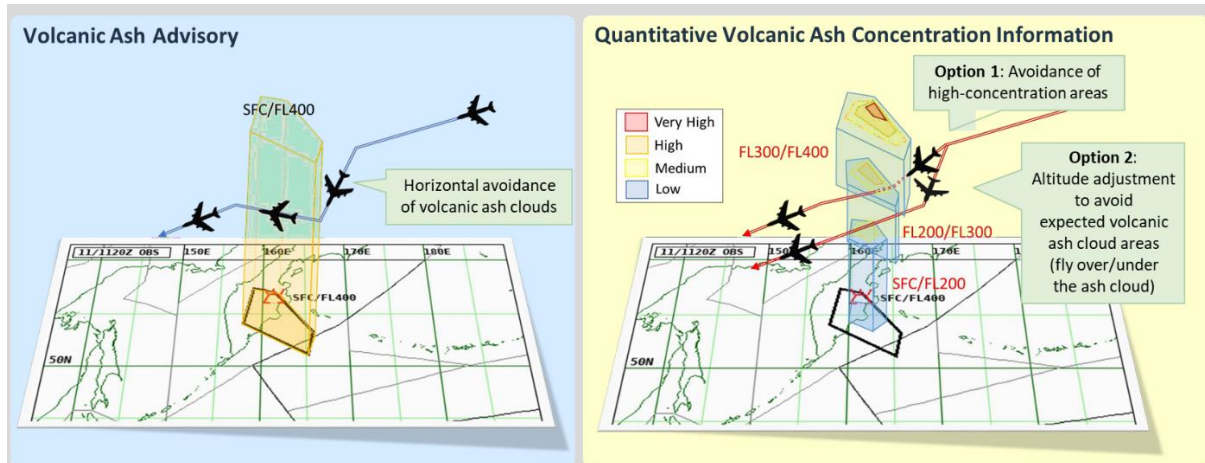 Volcanic Ash Advisory
SFC/FL400
Horizontal avoidance
of volcanic ash clouds
11/1120Z OBS
150E
160E
170E
180E
SFC/FL400
50N
Quantitative Volcanic Ash Concentration Information
Option 1: Avoidance of
high-concentration areas
Very High
High
Medium
Low
FL300/FL400
Option 2:
Altitude adjustment
to avoid
expected volcanic
ash cloud areas
(fly over/under
the ash cloud)
FL200/FL300
11/1120Z OBS
160E
170E
SFC/FL200
SFC/FL400
50N